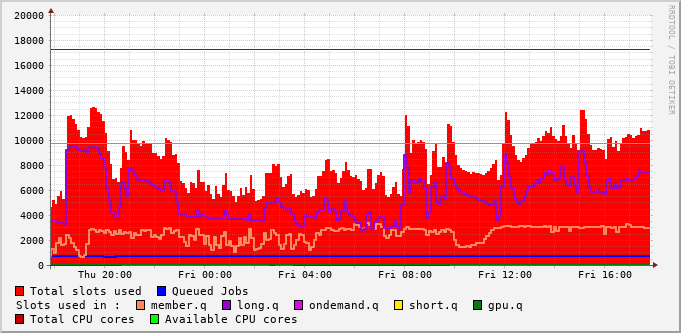 20000
18000
16000
14000
12000
10000
8000
6000
4000
2000
0
Thu 20:00 Fri 00:00 Fri 04:00 Fri 08:00 Fri 12:00 Fri 16:00
Total slots used Queued Jobs
Slots used in : member.q long.q ondemand.q short.q gpu.q
Total CPU cores Available CPU cores
RRDTOOL / TOBI OETIKER